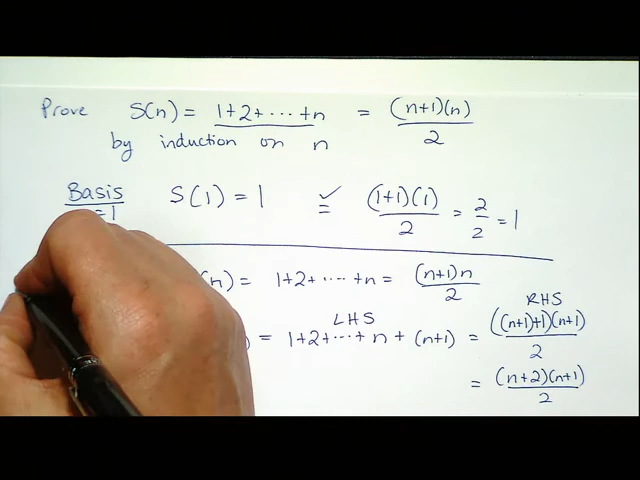 Prove S(n) = 1+2+⋯+n = (n+1)(n)/2
by induction on n
Basis S(1) = 1 ≟ ✓ (1+1)(1)/2 = 2/2 = 1
=1
(n) = 1+2+⋯+n = (n+1)n/2
LHS RHS
) = 1+2+⋯+n + (n+1) = ((n+1)+1)(n+1)/2
= (n+2)(n+1)/2